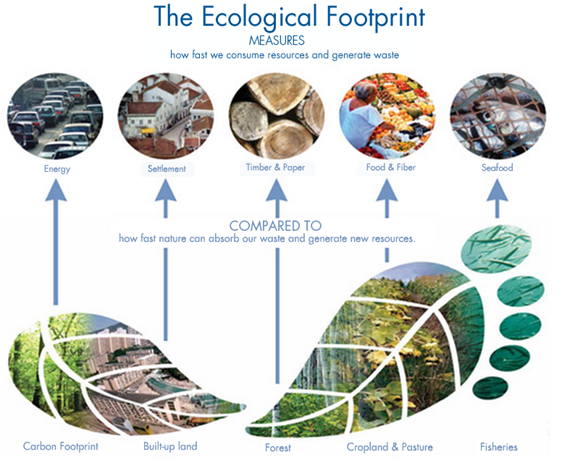 The Ecological Footprint
MEASURES
how fast we consume resources and generate waste
Energy
Settlement
Timber & Paper
Food & Fiber
Seafood
COMPARED TO
how fast nature can absorb our waste and generate new resources.
Carbon Footprint
Built-up land
Forest
Cropland & Pasture
Fisheries